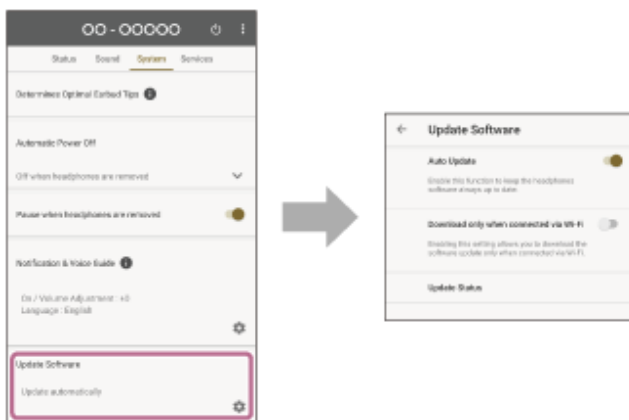 OO-OOOOO
Status Sound System Services
Determines Optimal Earbud Tips
Automatic Power Off
Off when headphones are removed
Pause when headphones are removed
Notification & Voice Guide
On / Volume Adjustment : ±0
Language : English
Update Software
Update automatically
Update Software
Auto Update
Enable this function to keep the headphones
software always up to date.
Download only when connected via Wi-Fi
Enabling this setting allows you to download the
software update only when connected via Wi-Fi.
Update Status